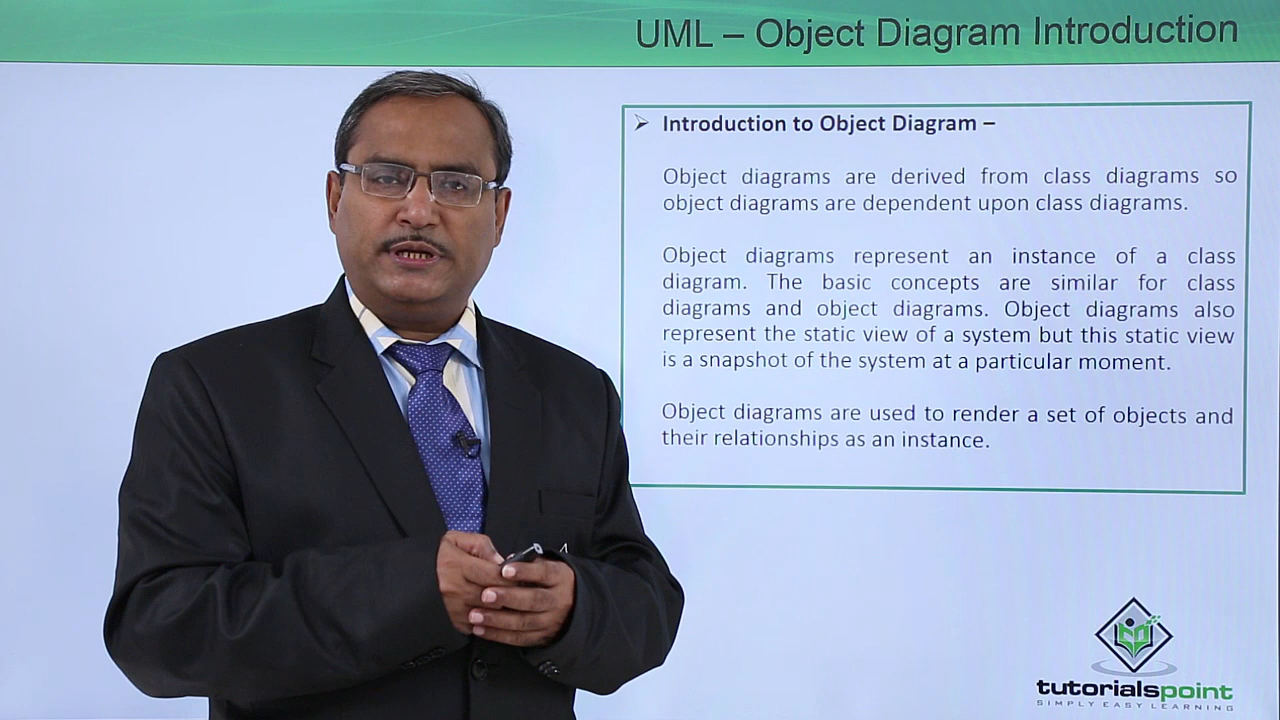 UML – Object Diagram Introduction
➢ Introduction to Object Diagram –
Object diagrams are derived from class diagrams so
object diagrams are dependent upon class diagrams.
Object diagrams represent an instance of a class
diagram. The basic concepts are similar for class
diagrams and object diagrams. Object diagrams also
represent the static view of a system but this static view
is a snapshot of the system at a particular moment.
Object diagrams are used to render a set of objects and
their relationships as an instance.
tutorialspoint
SIMPLY EASY LEARNING